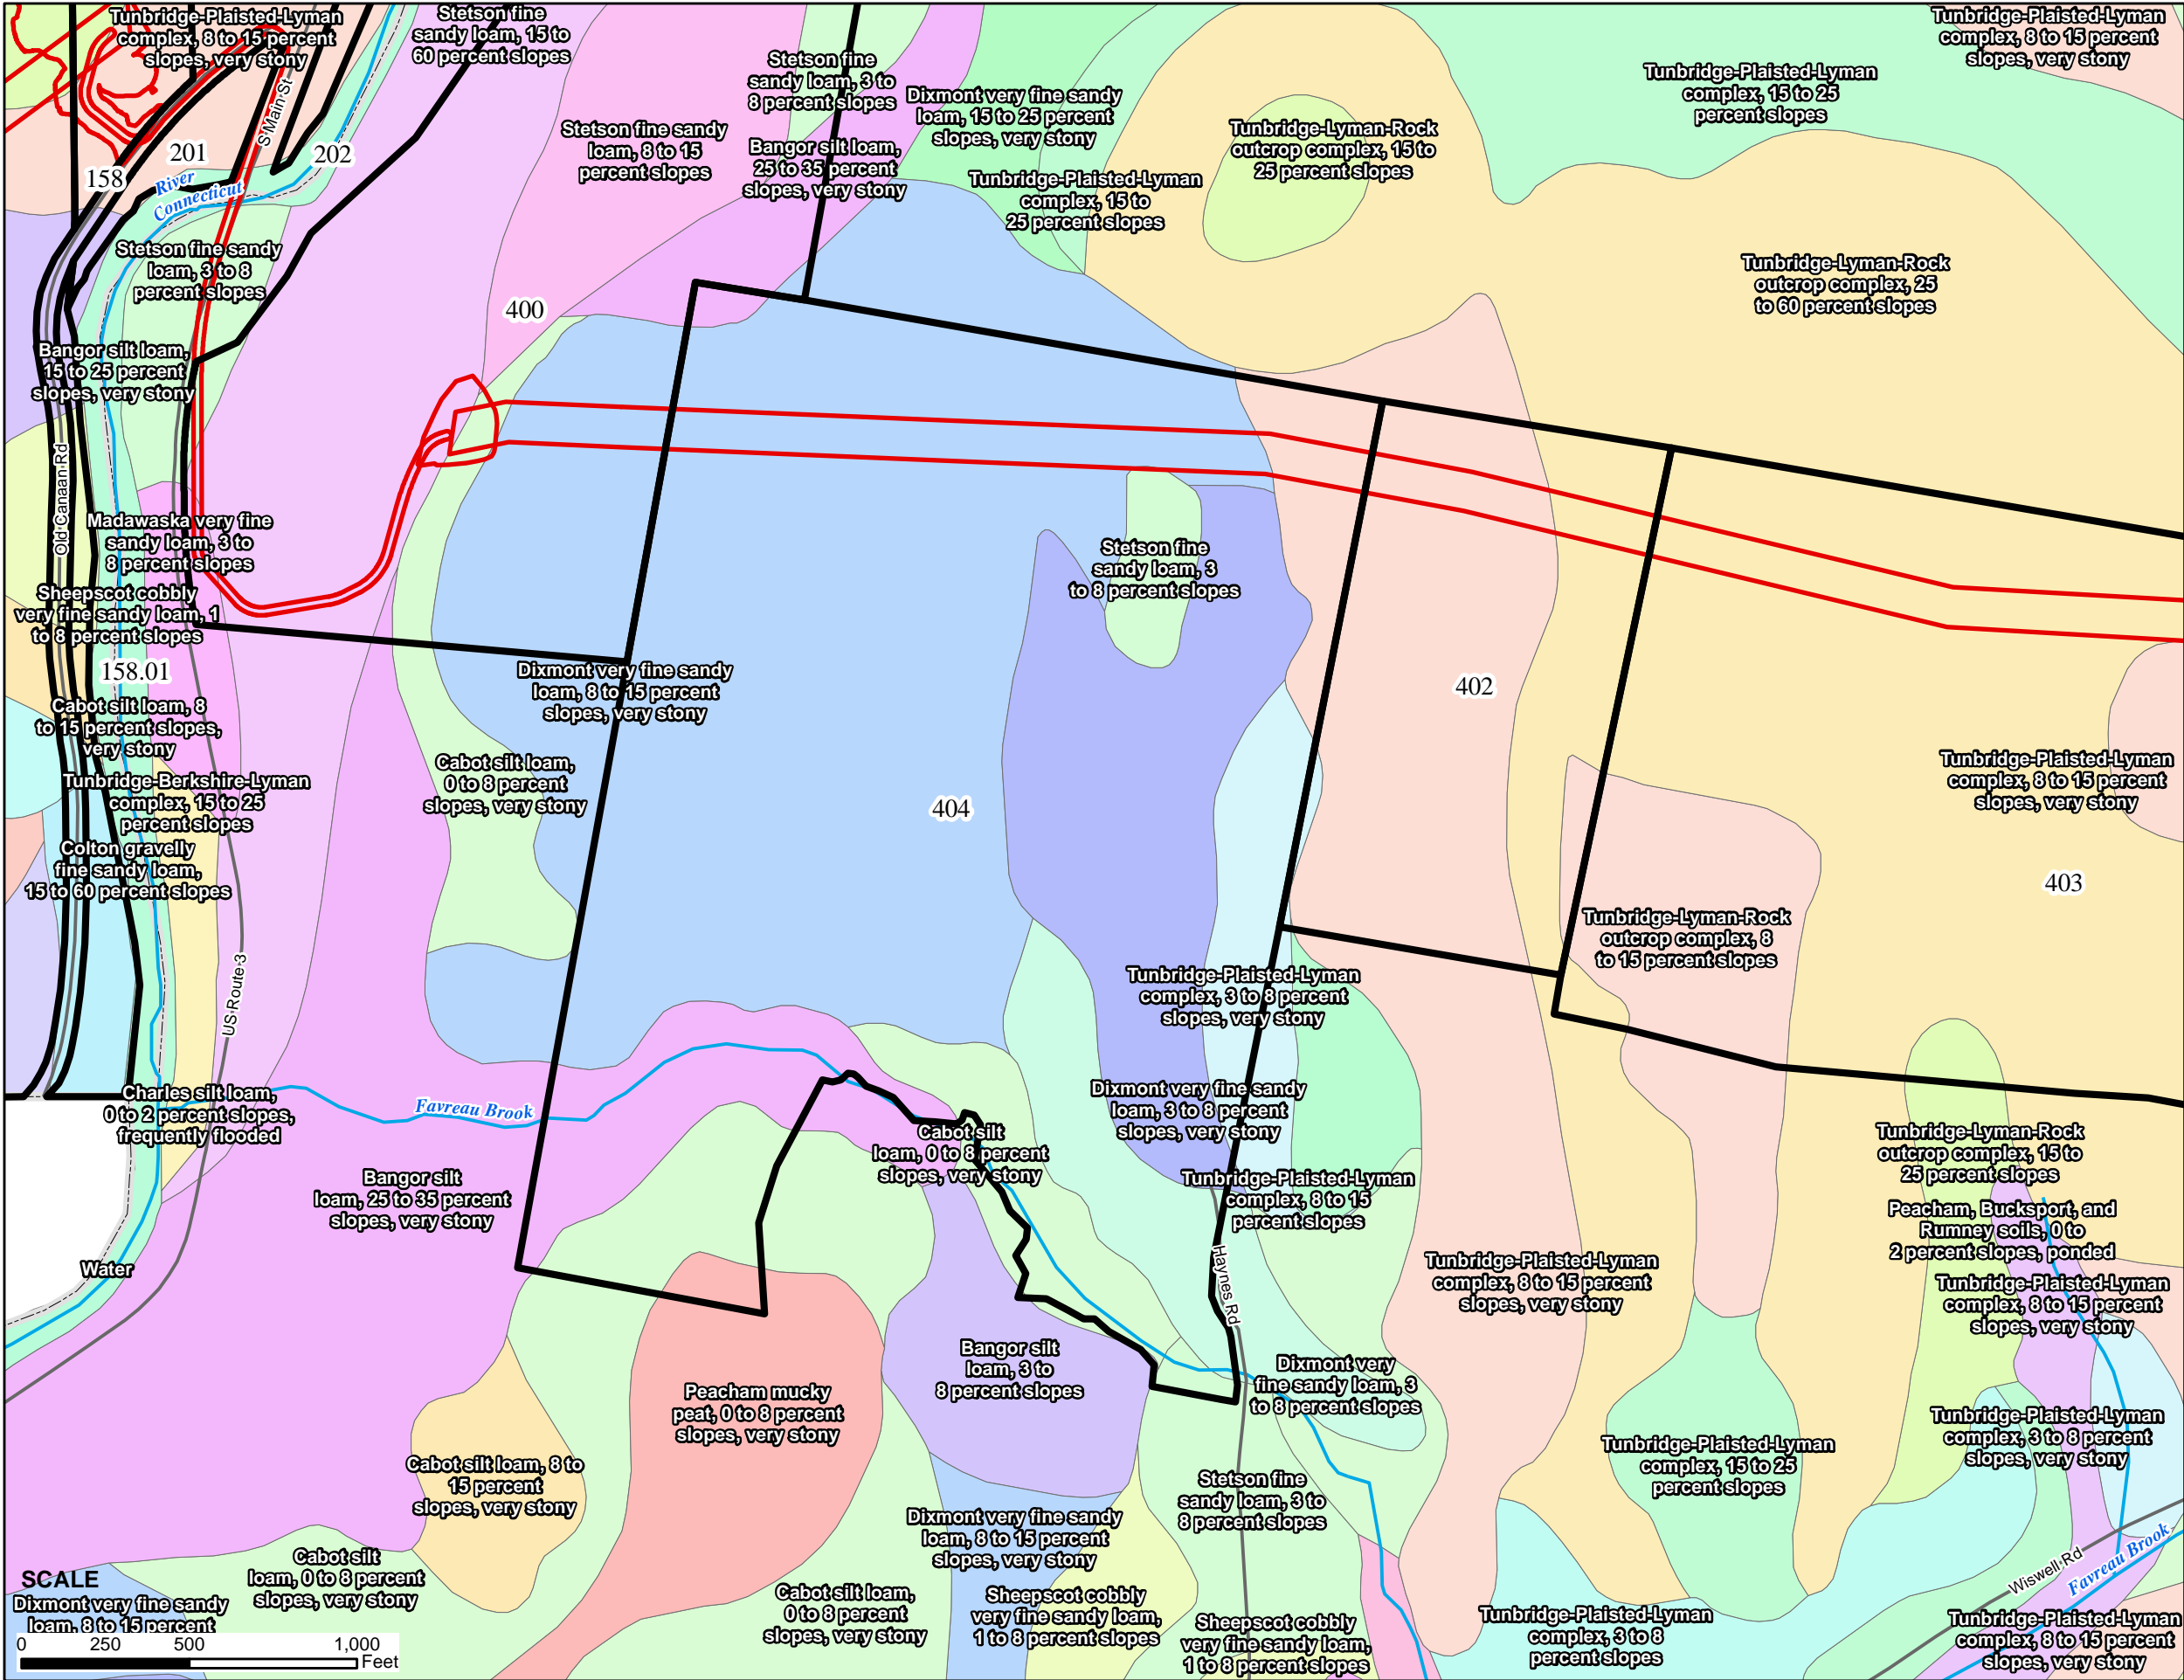 Tunbridge-Plaisted-Lyman
complex, 8 to 15 percent
slopes, very stony
Stetson fine
sandy loam, 15 to
60 percent slopes
Stetson fine
sandy loam, 3 to
8 percent slopes
Dixmont very fine sandy
loam, 15 to 25 percent
slopes, very stony
Tunbridge-Plaisted-Lyman
complex, 15 to 25
percent slopes
Tunbridge-Plaisted-Lyman
complex, 8 to 15 percent
slopes, very stony
S Main St
201
202
158
River
Connecticut
Stetson fine sandy
loam, 8 to 15
percent slopes
Bangor silt loam,
25 to 35 percent
slopes, very stony
Tunbridge-Plaisted-Lyman
complex, 15 to
25 percent slopes
Tunbridge-Lyman-Rock
outcrop complex, 15 to
25 percent slopes
Tunbridge-Lyman-Rock
outcrop complex, 25
to 60 percent slopes
Stetson fine sandy
loam, 3 to 8
percent slopes
400
Bangor silt loam,
15 to 25 percent
slopes, very stony
Old Canaan Rd
Madawaska very fine
sandy loam, 3 to
8 percent slopes
Sheepscot cobbly
very fine sandy loam, 1
to 8 percent slopes
158.01
Cabot silt loam, 8
to 15 percent slopes,
very stony
Tunbridge-Berkshire-Lyman
complex, 15 to 25
percent slopes
Colton gravelly
fine sandy loam,
15 to 60 percent slopes
US Route 3
Stetson fine
sandy loam, 3
to 8 percent slopes
Dixmont very fine sandy
loam, 8 to 15 percent
slopes, very stony
Cabot silt loam,
0 to 8 percent
slopes, very stony
404
402
Tunbridge-Plaisted-Lyman
complex, 8 to 15 percent
slopes, very stony
403
Tunbridge-Lyman-Rock
outcrop complex, 8
to 15 percent slopes
Tunbridge-Plaisted-Lyman
complex, 3 to 8 percent
slopes, very stony
Charles silt loam,
0 to 2 percent slopes,
frequently flooded
Favreau Brook
Dixmont very fine sandy
loam, 3 to 8 percent
slopes, very stony
Cabot silt
loam, 0 to 8 percent
slopes, very stony
Bangor silt
loam, 25 to 35 percent
slopes, very stony
Tunbridge-Plaisted-Lyman
complex, 8 to 15
percent slopes
Tunbridge-Lyman-Rock
outcrop complex, 15 to
25 percent slopes
Peacham, Bucksport, and
Rumney soils, 0 to
2 percent slopes, ponded
Water
Haynes Rd
Tunbridge-Plaisted-Lyman
complex, 8 to 15 percent
slopes, very stony
Tunbridge-Plaisted-Lyman
complex, 8 to 15 percent
slopes, very stony
Bangor silt
loam, 3 to
8 percent slopes
Dixmont very
fine sandy loam, 3
to 8 percent slopes
Peacham mucky
peat, 0 to 8 percent
slopes, very stony
Tunbridge-Plaisted-Lyman
complex, 15 to 25
percent slopes
Tunbridge-Plaisted-Lyman
complex, 3 to 8 percent
slopes, very stony
Cabot silt loam, 8 to
15 percent
slopes, very stony
Stetson fine
sandy loam, 3 to
8 percent slopes
Dixmont very fine sandy
loam, 8 to 15 percent
slopes, very stony
Cabot silt
loam, 0 to 8 percent
slopes, very stony
Cabot silt loam,
0 to 8 percent
slopes, very stony
Sheepscot cobbly
very fine sandy loam,
1 to 8 percent slopes
Sheepscot cobbly
very fine sandy loam,
1 to 8 percent slopes
Tunbridge-Plaisted-Lyman
complex, 3 to 8
percent slopes
Wiswell Rd
Favreau Brook
Tunbridge-Plaisted-Lyman
complex, 8 to 15 percent
slopes, very stony
SCALE
Dixmont very fine sandy
loam, 8 to 15 percent
0 250 500 1,000
Feet